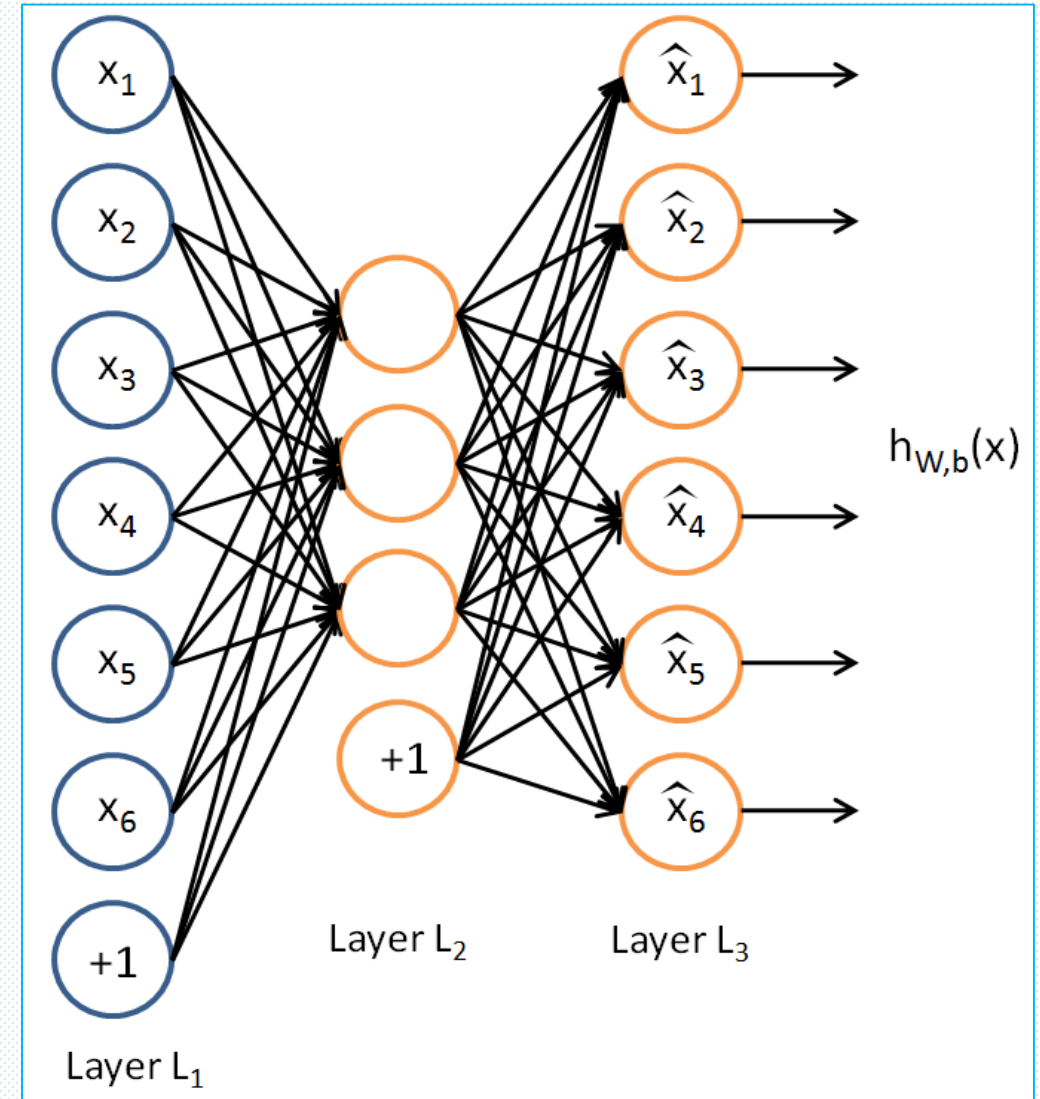 x₁
x₂
x₃
x₄
x₅
x₆
+1
Layer L₁
+1
Layer L₂
x̂₁
x̂₂
x̂₃
x̂₄
x̂₅
x̂₆
Layer L₃
h_W,b(x)